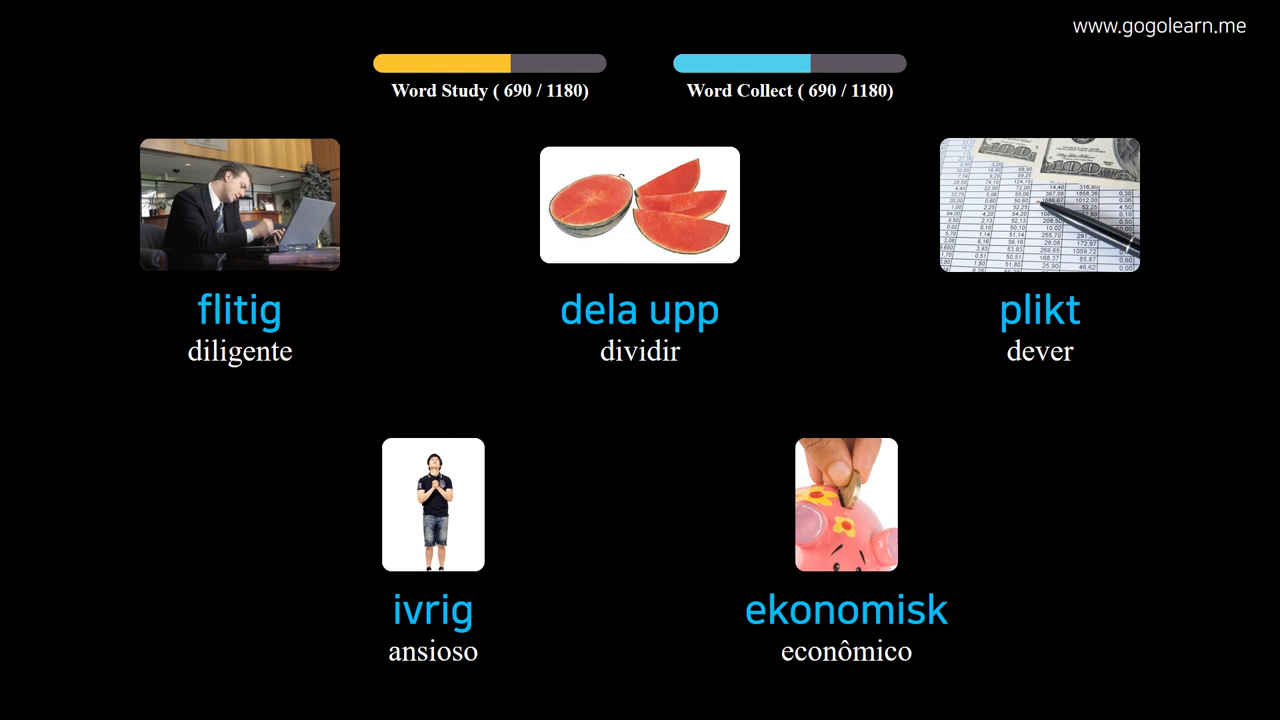 www.gogolearn.me
Word Study ( 690 / 1180)
Word Collect ( 690 / 1180)
flitig
diligente
dela upp
dividir
plikt
dever
ivrig
ansioso
ekonomisk
econômico